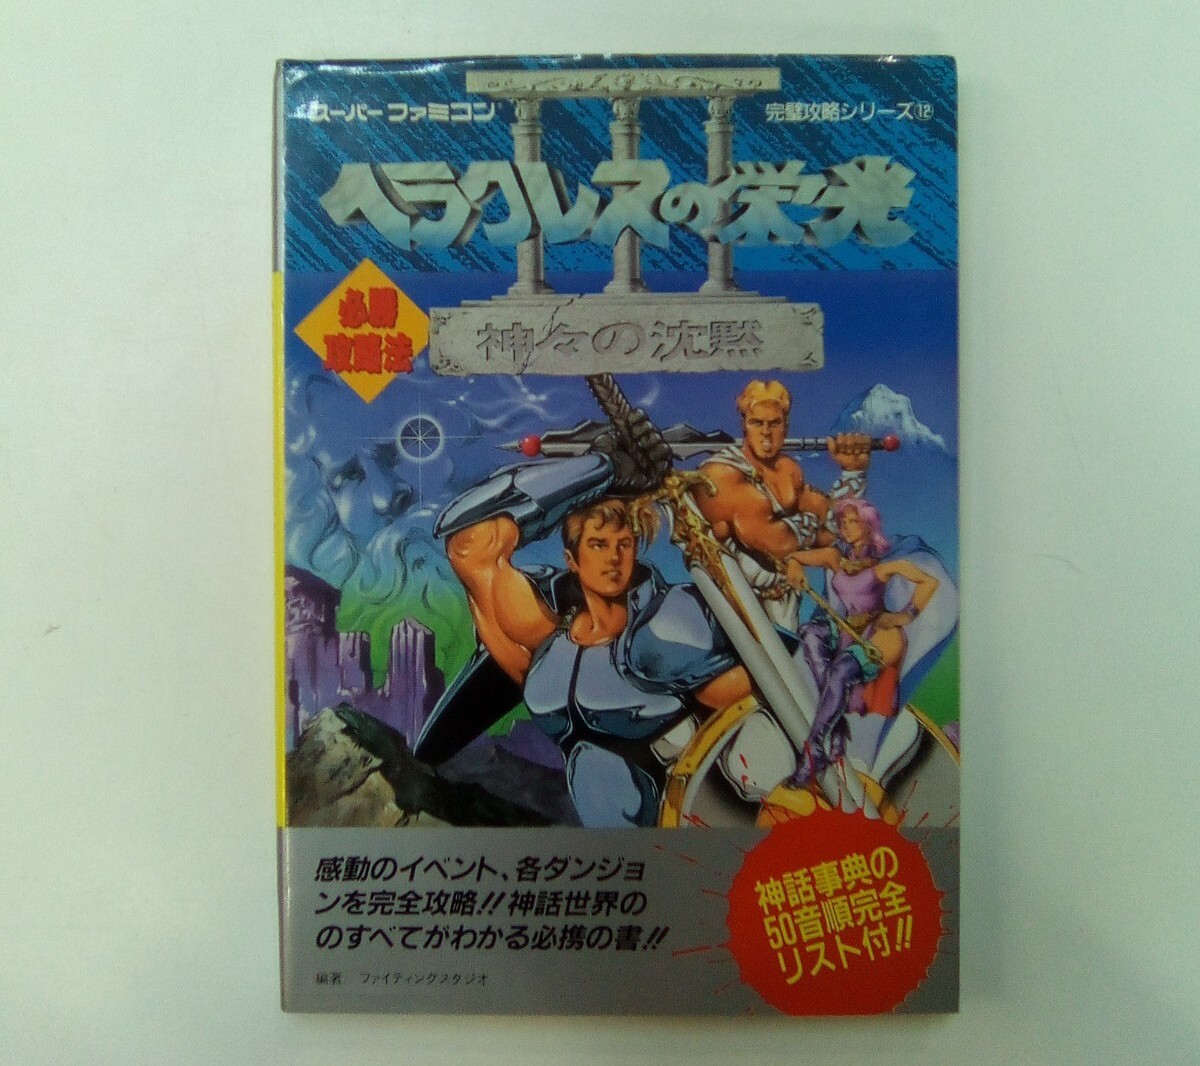 スーパーファミコン
完璧攻略シリーズ⑫
III
ヘラクレスの栄光
必勝
攻略法
神々の沈黙
感動のイベント、各ダンジョ
ンを完全攻略!!神話世界の
のすべてがわかる必携の書!!
編著 ファイティングスタジオ
神話事典の
50音順完全
リスト付!!